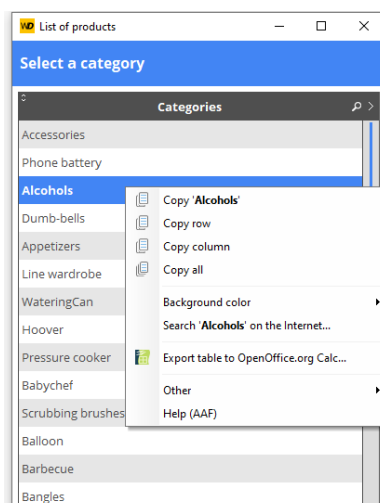 WD List of products
Select a category
Categories
Accessories
Phone battery
Alcohols
Dumb-bells
Appetizers
Line wardrobe
WateringCan
Hoover
Pressure cooker
Babychef
Scrubbing brushes
Balloon
Barbecue
Bangles
Copy 'Alcohols'
Copy row
Copy column
Copy all
Background color
Search 'Alcohols' on the Internet...
Export table to OpenOffice.org Calc...
Other
Help (AAF)